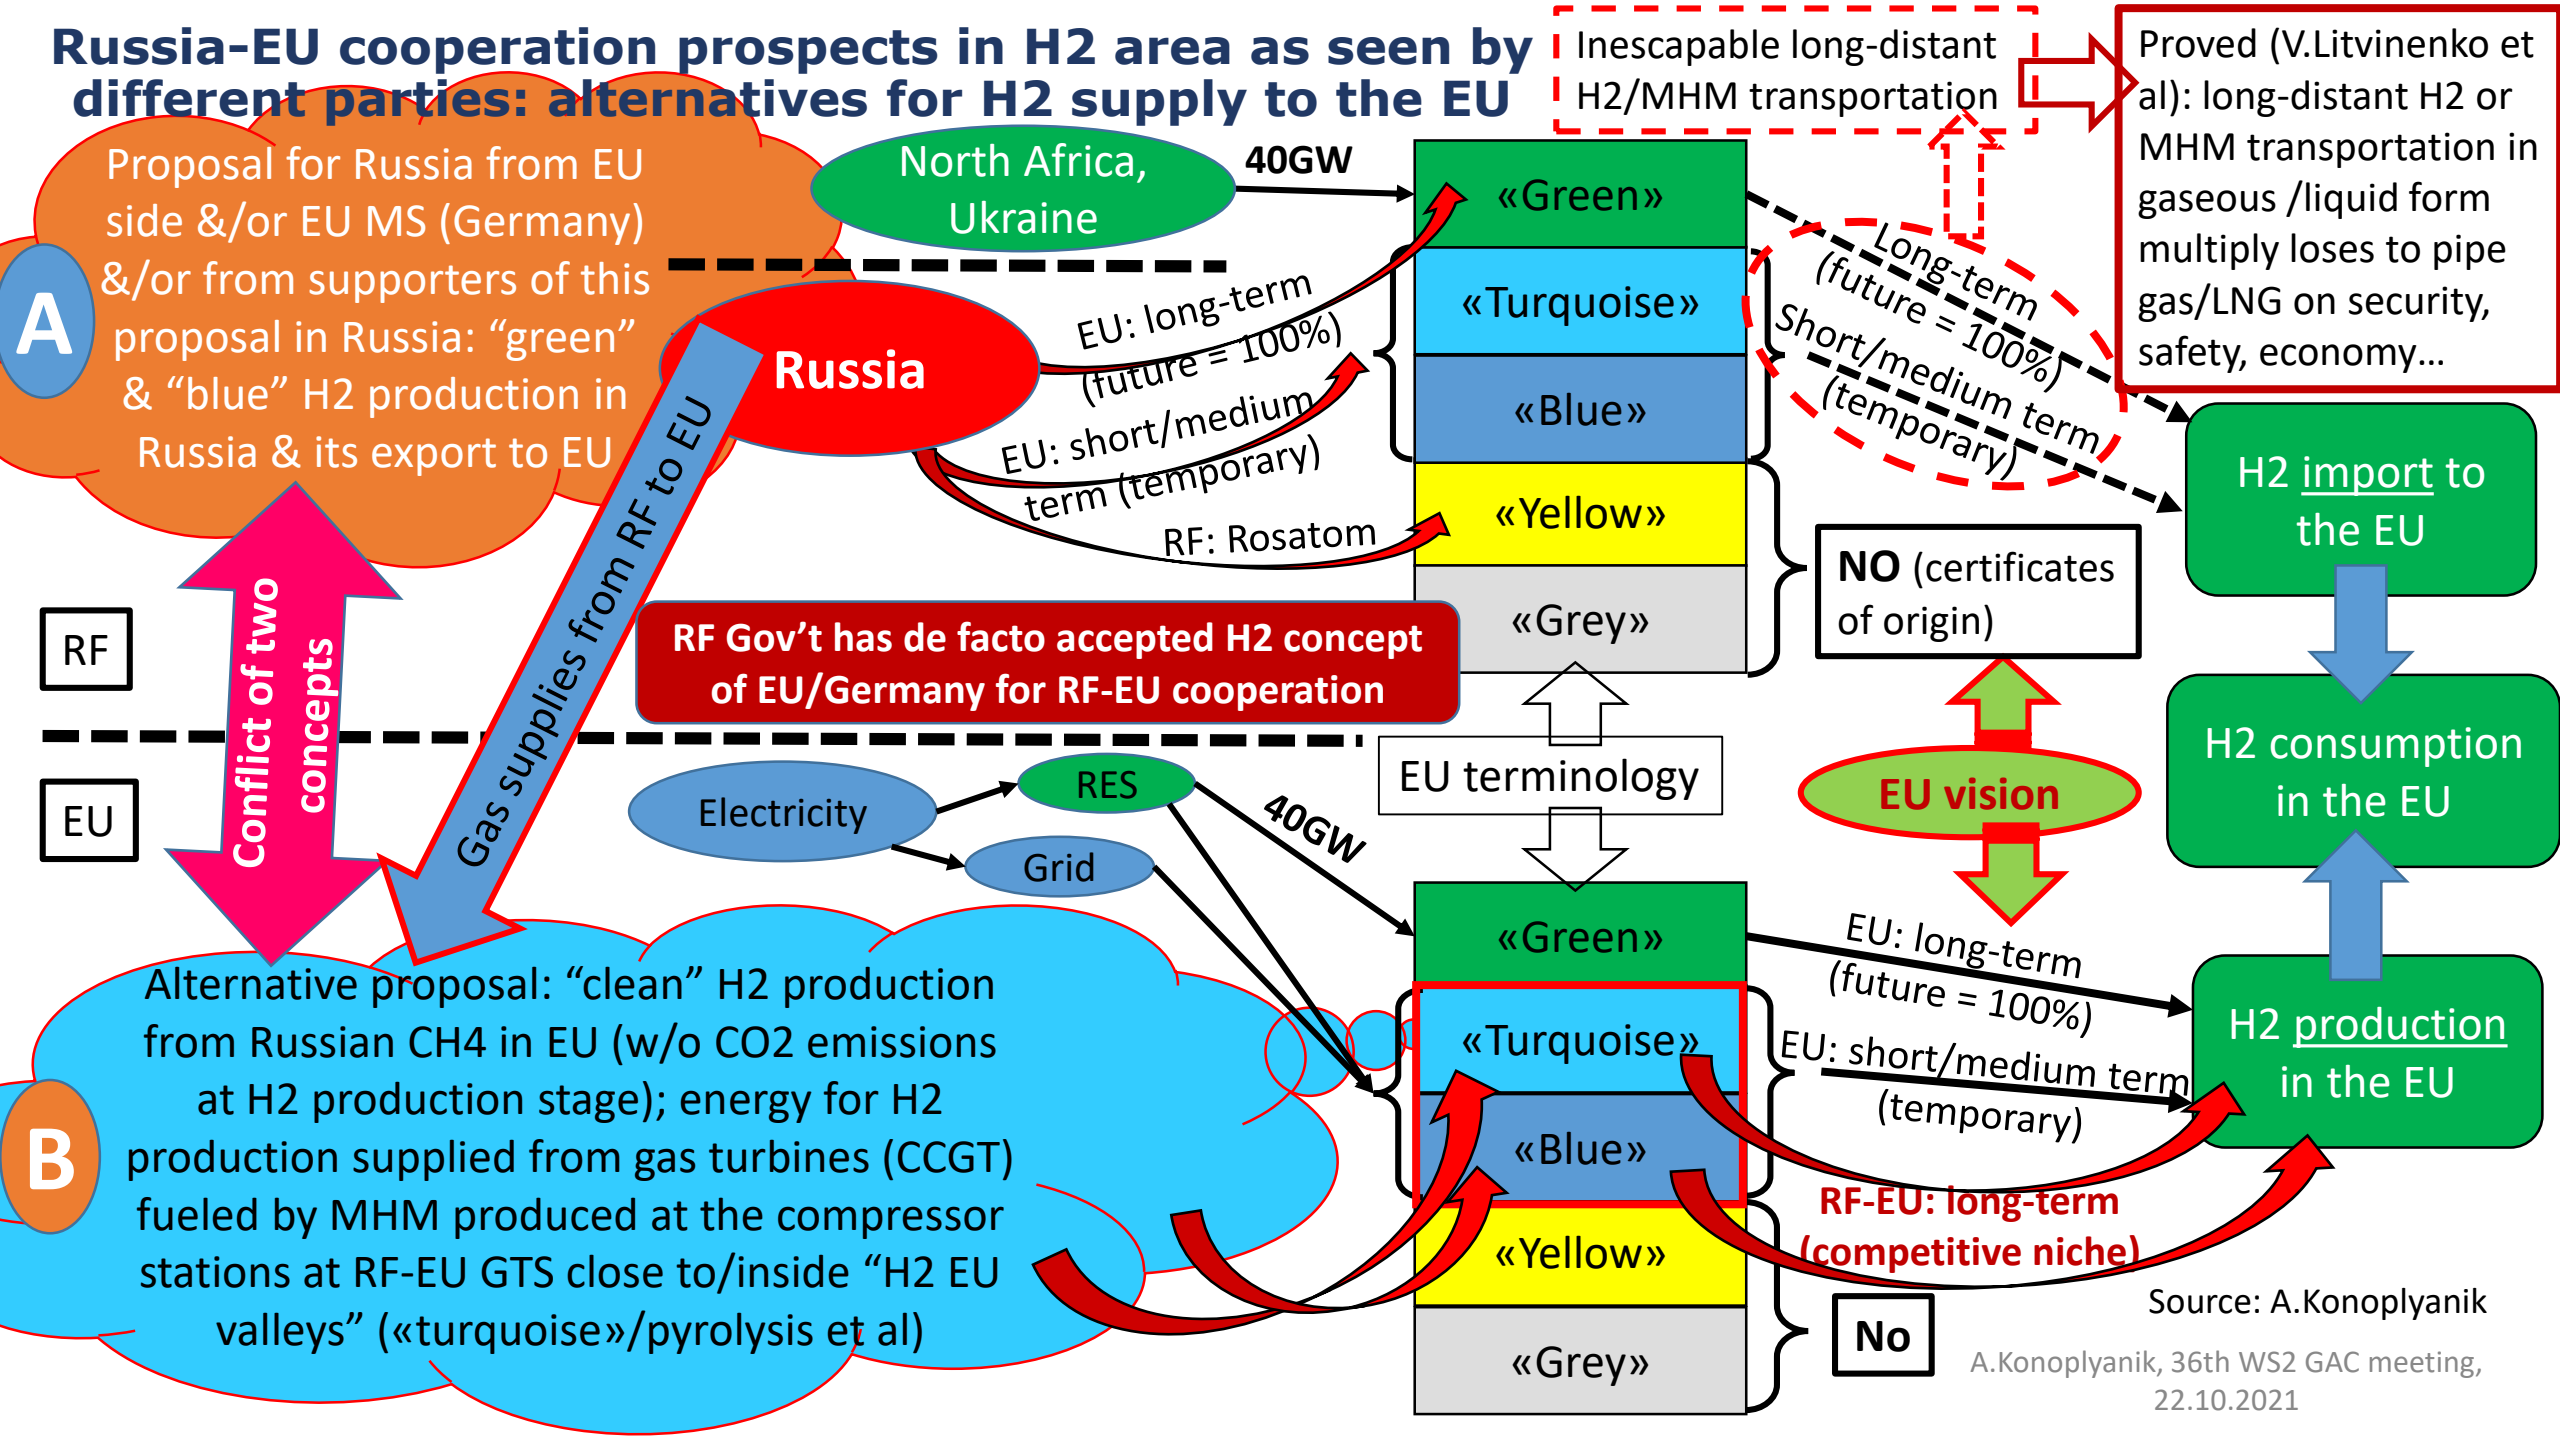 Russia-EU cooperation prospects in H2 area as seen by
different parties: alternatives for H2 supply to the EU
Inescapable long-distant
H2/MHM transportation
Proved (V.Litvinenko et
al): long-distant H2 or
MHM transportation in
gaseous /liquid form
multiply loses to pipe
gas/LNG on security,
safety, economy...
A
Proposal for Russia from EU
side &/or EU MS (Germany)
&/or from supporters of this
proposal in Russia: “green”
& “blue” H2 production in
Russia & its export to EU
North Africa,
Ukraine
40GW
Russia
EU: long-term
(future = 100%)
EU: short/medium
term (temporary)
RF: Rosatom
«Green»
«Turquoise»
«Blue»
«Yellow»
«Grey»
Long-term
(future = 100%)
Short/medium term
(temporary)
NO (certificates
of origin)
H2 import to
the EU
RF
EU
Conflict of two
concepts
Gas supplies from RF to EU
RF Gov’t has de facto accepted H2 concept
of EU/Germany for RF-EU cooperation
EU terminology
EU vision
H2 consumption
in the EU
Electricity
RES
Grid
40GW
B
Alternative proposal: “clean” H2 production
from Russian CH4 in EU (w/o CO2 emissions
at H2 production stage); energy for H2
production supplied from gas turbines (CCGT)
fueled by MHM produced at the compressor
stations at RF-EU GTS close to/inside “H2 EU
valleys” («turquoise»/pyrolysis et al)
«Green»
«Turquoise»
«Blue»
«Yellow»
«Grey»
EU: long-term
(future = 100%)
EU: short/medium term
(temporary)
H2 production
in the EU
RF-EU: long-term
(competitive niche)
No
Source: A.Konoplyanik
A.Konoplyanik, 36th WS2 GAC meeting,
22.10.2021